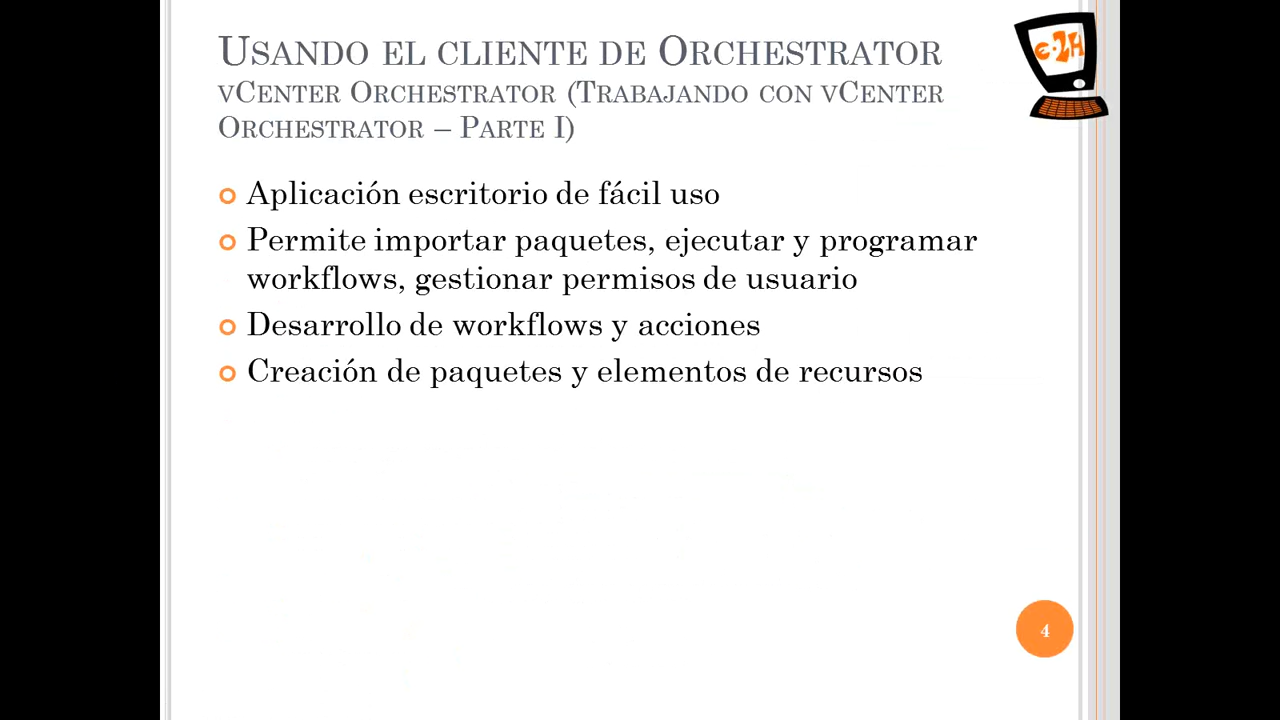 Usando el cliente de Orchestrator
vCenter Orchestrator (Trabajando con vCenter
Orchestrator – Parte I)
e-2H
Aplicación escritorio de fácil uso
Permite importar paquetes, ejecutar y programar
workflows, gestionar permisos de usuario
Desarrollo de workflows y acciones
Creación de paquetes y elementos de recursos
4